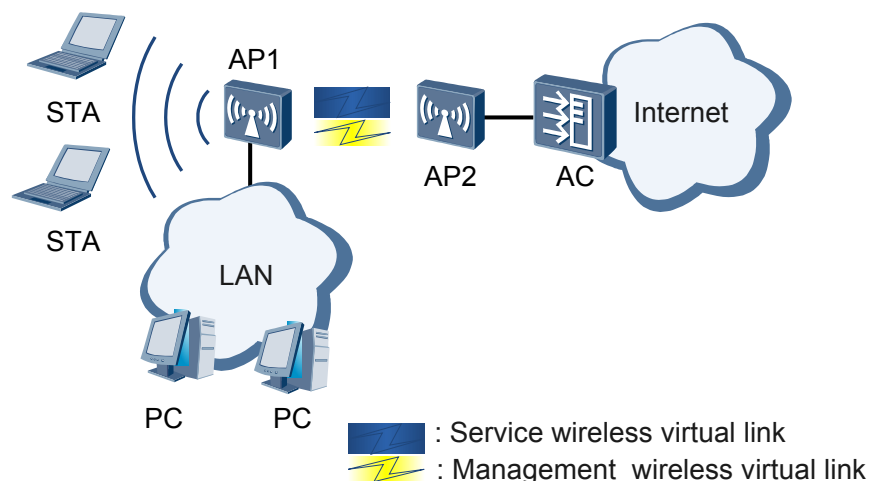 STA
AP1
STA
AP2
AC
Internet
LAN
PC
PC
: Service wireless virtual link
: Management wireless virtual link